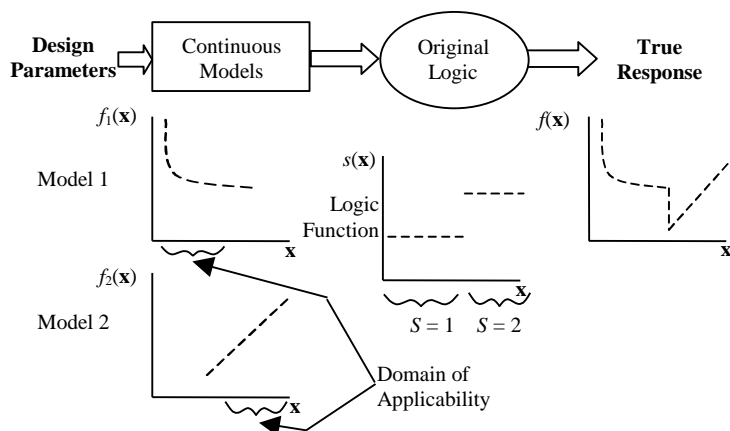 Design
Parameters
Continuous
Models
Original
Logic
True
Response
f₁(x)
Model 1
x
s(x)
Logic
Function
x
S = 1
S = 2
f(x)
x
f₂(x)
Model 2
x
Domain of
Applicability